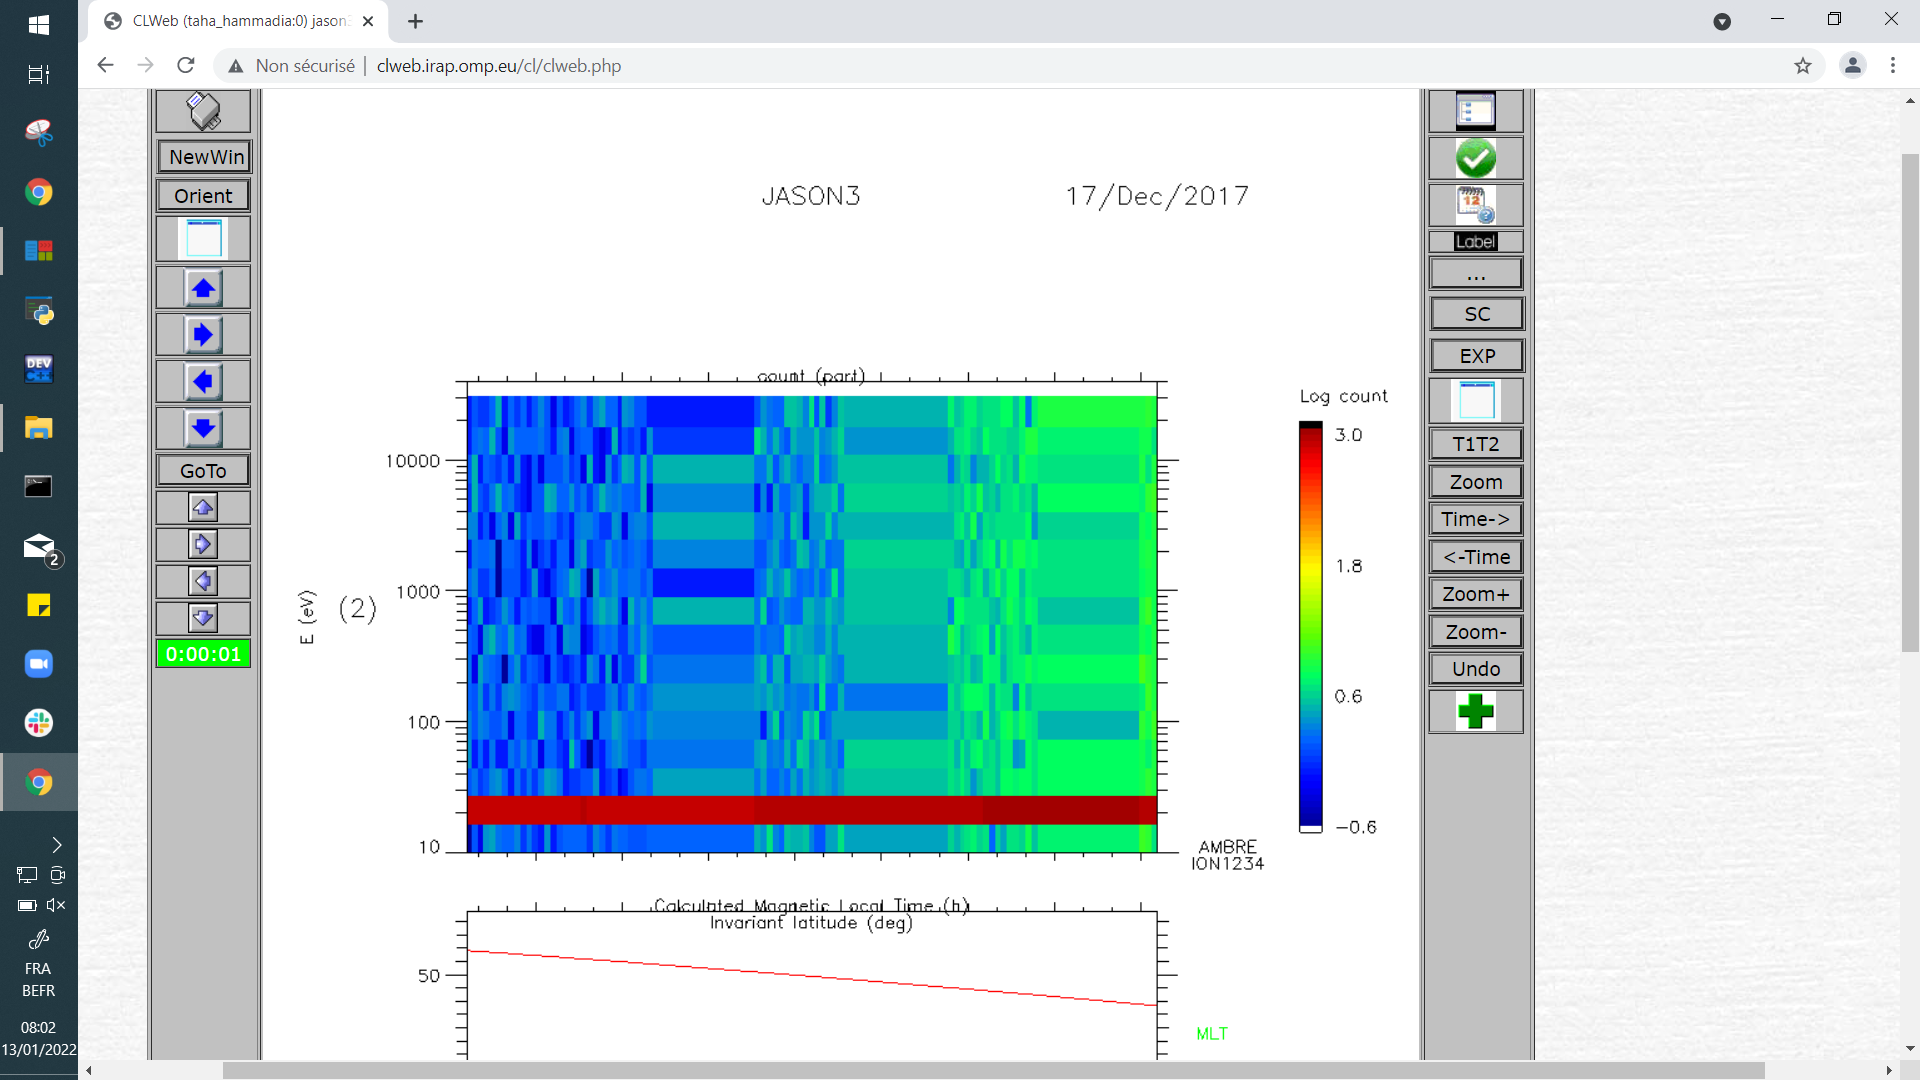 CLWeb (taha_hammadia:0) jason3
Non sécurisé | clweb.irap.omp.eu/cl/clweb.php
NewWin
Orient
GoTo
0:00:01
JASON3 17/Dec/2017
count (part)
10000
1000
100
10
E (eV)
(2)
Log count
3.0
1.8
0.6
−0.6
AMBRE
ION1234
Calculated Magnetic Local Time (h)
Invariant latitude (deg)
50
MLT
12
Label
...
SC
EXP
T1T2
Zoom
Time->
<-Time
Zoom+
Zoom-
Undo
DEV
C++
2
FRA
BEFR
08:02
13/01/2022